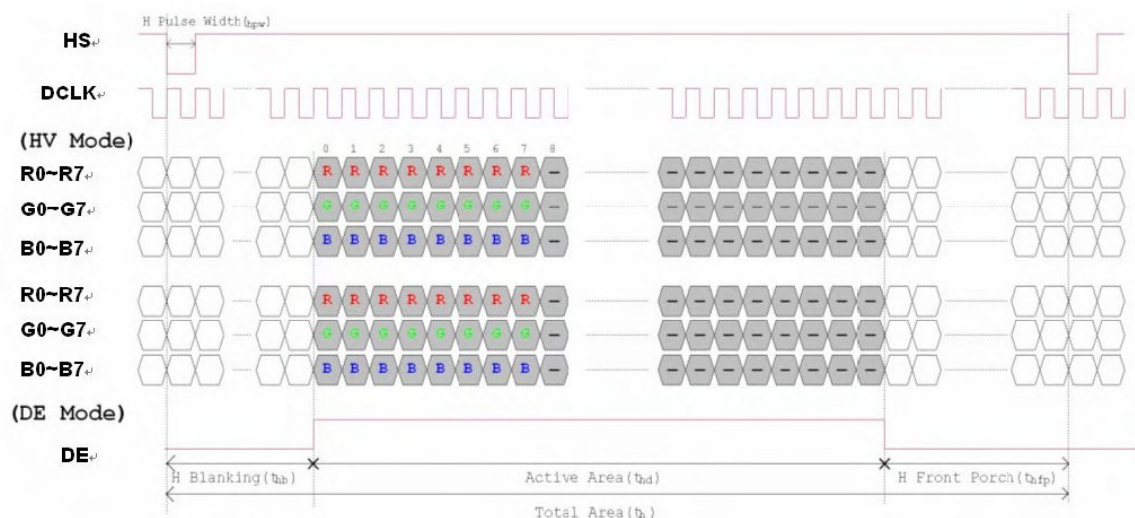 H Pulse Width(thpw)
HS
DCLK
(HV Mode)
0 1 2 3 4 5 6 7 8
R0~R7 R R R R R R R R - - - - - - - - -
G0~G7 G G G G G G G G - - - - - - - - -
B0~B7 B B B B B B B B - - - - - - - - -
R0~R7 R R R R R R R R - - - - - - - - -
G0~G7 G G G G G G G G - - - - - - - - -
B0~B7 B B B B B B B B - - - - - - - - -
(DE Mode)
DE
H Blanking(thb) Active Area(thd) H Front Porch(thfp)
Total Area(th)